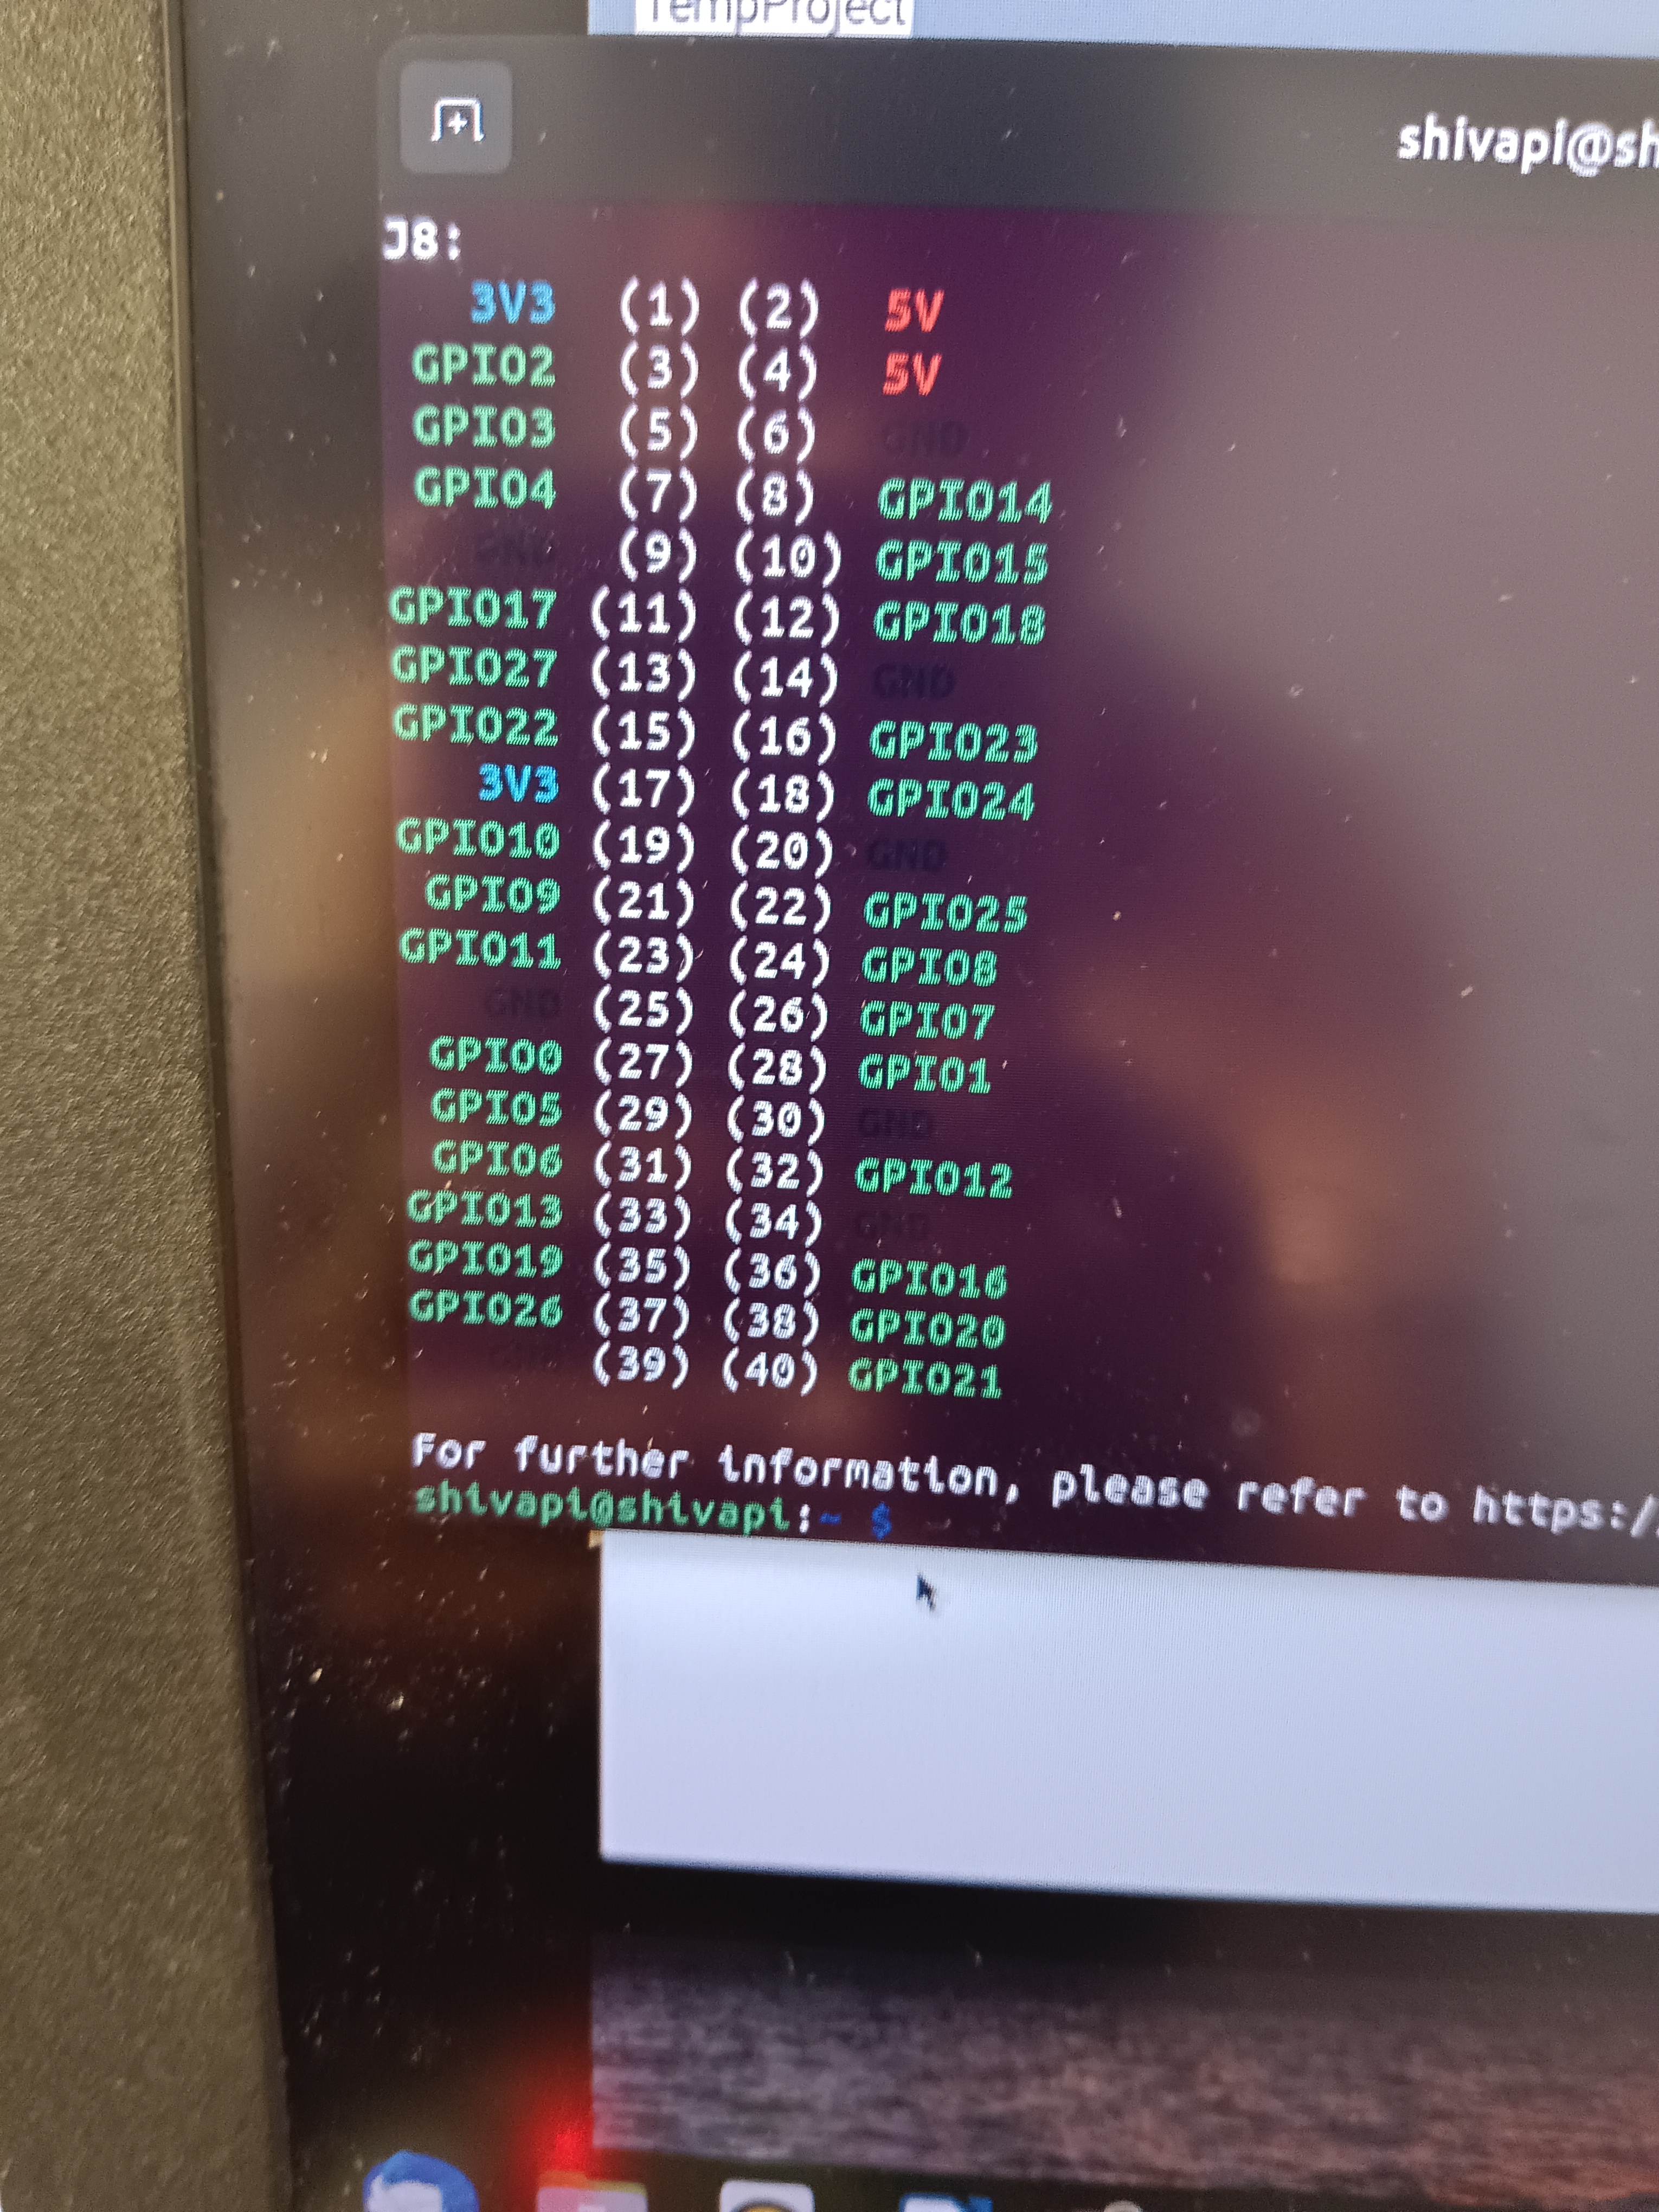 TempProject
shivapi@sh
J8:
3V3 (1) (2) 5V
GPIO2 (3) (4) 5V
GPIO3 (5) (6) GND
GPIO4 (7) (8) GPIO14
GND (9) (10) GPIO15
GPIO17 (11) (12) GPIO18
GPIO27 (13) (14) GND
GPIO22 (15) (16) GPIO23
3V3 (17) (18) GPIO24
GPIO10 (19) (20) GND
GPIO9 (21) (22) GPIO25
GPIO11 (23) (24) GPIO8
GND (25) (26) GPIO7
GPIO0 (27) (28) GPIO1
GPIO5 (29) (30) GND
GPIO6 (31) (32) GPIO12
GPIO13 (33) (34) GND
GPIO19 (35) (36) GPIO16
GPIO26 (37) (38) GPIO20
GND (39) (40) GPIO21
For further information, please refer to https:/
shivapi@shivapi:~ $